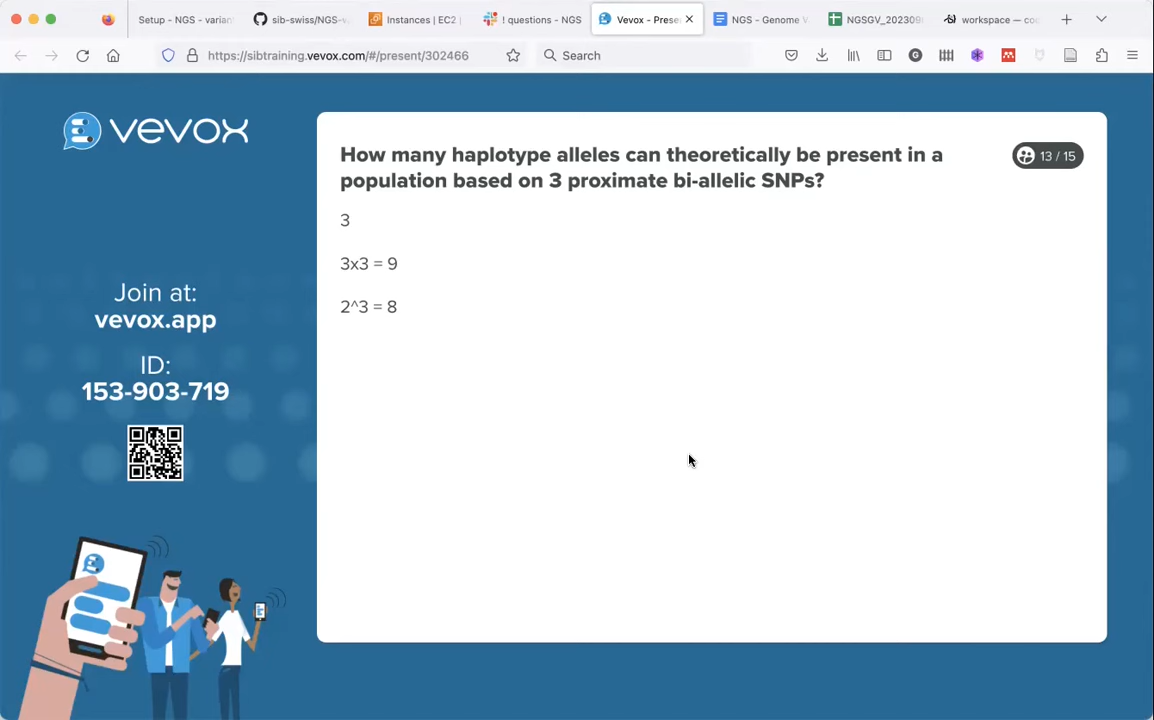 Setup - NGS - varian
sib-swiss/NGS-v
Instances | EC2 |
! questions - NGS
Vevox - Prese
NGS - Genome V
NGSGV_202309
workspace — co
https://sibtraining.vevox.com/#/present/302466
Search
vevox
How many haplotype alleles can theoretically be present in a
population based on 3 proximate bi-allelic SNPs?
13 / 15
3
3x3 = 9
2^3 = 8
Join at:
vevox.app
ID:
153-903-719